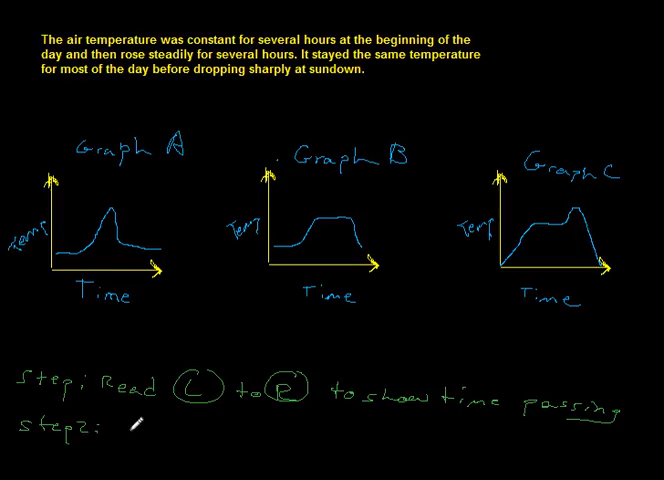 The air temperature was constant for several hours at the beginning of the
day and then rose steadily for several hours. It stayed the same temperature
for most of the day before dropping sharply at sundown.
Graph A
Graph B
Graph C
Temp
Temp
Temp
Time
Time
Time
Step1: Read L to R to show time passing
Step2: